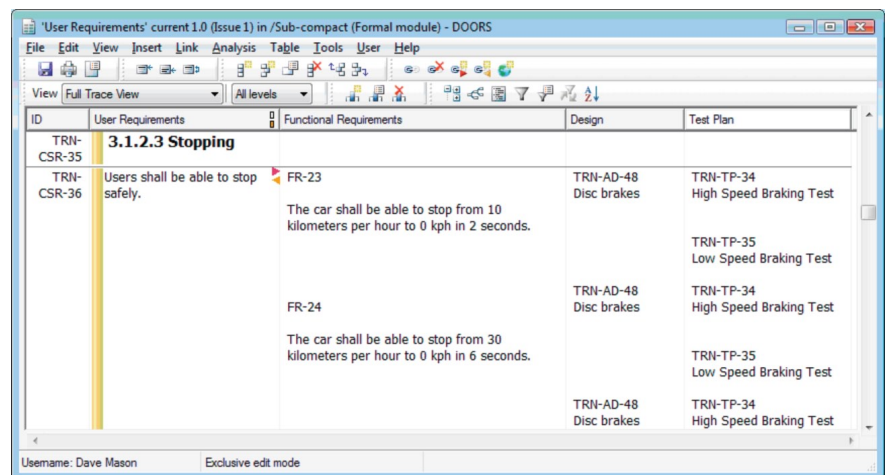 'User Requirements' current 1.0 (Issue 1) in /Sub-compact (Formal module) - DOORS
File Edit View Insert Link Analysis Table Tools User Help
View Full Trace View All levels
ID User Requirements Functional Requirements Design Test Plan
TRN-CSR-35 3.1.2.3 Stopping
TRN-CSR-36
Users shall be able to stop
safely.
FR-23
The car shall be able to stop from 10
kilometers per hour to 0 kph in 2 seconds.
TRN-AD-48
Disc brakes
TRN-TP-34
High Speed Braking Test
TRN-TP-35
Low Speed Braking Test
FR-24
The car shall be able to stop from 30
kilometers per hour to 0 kph in 6 seconds.
TRN-AD-48
Disc brakes
TRN-TP-34
High Speed Braking Test
TRN-TP-35
Low Speed Braking Test
TRN-AD-48
Disc brakes
TRN-TP-34
High Speed Braking Test
Username: Dave Mason Exclusive edit mode